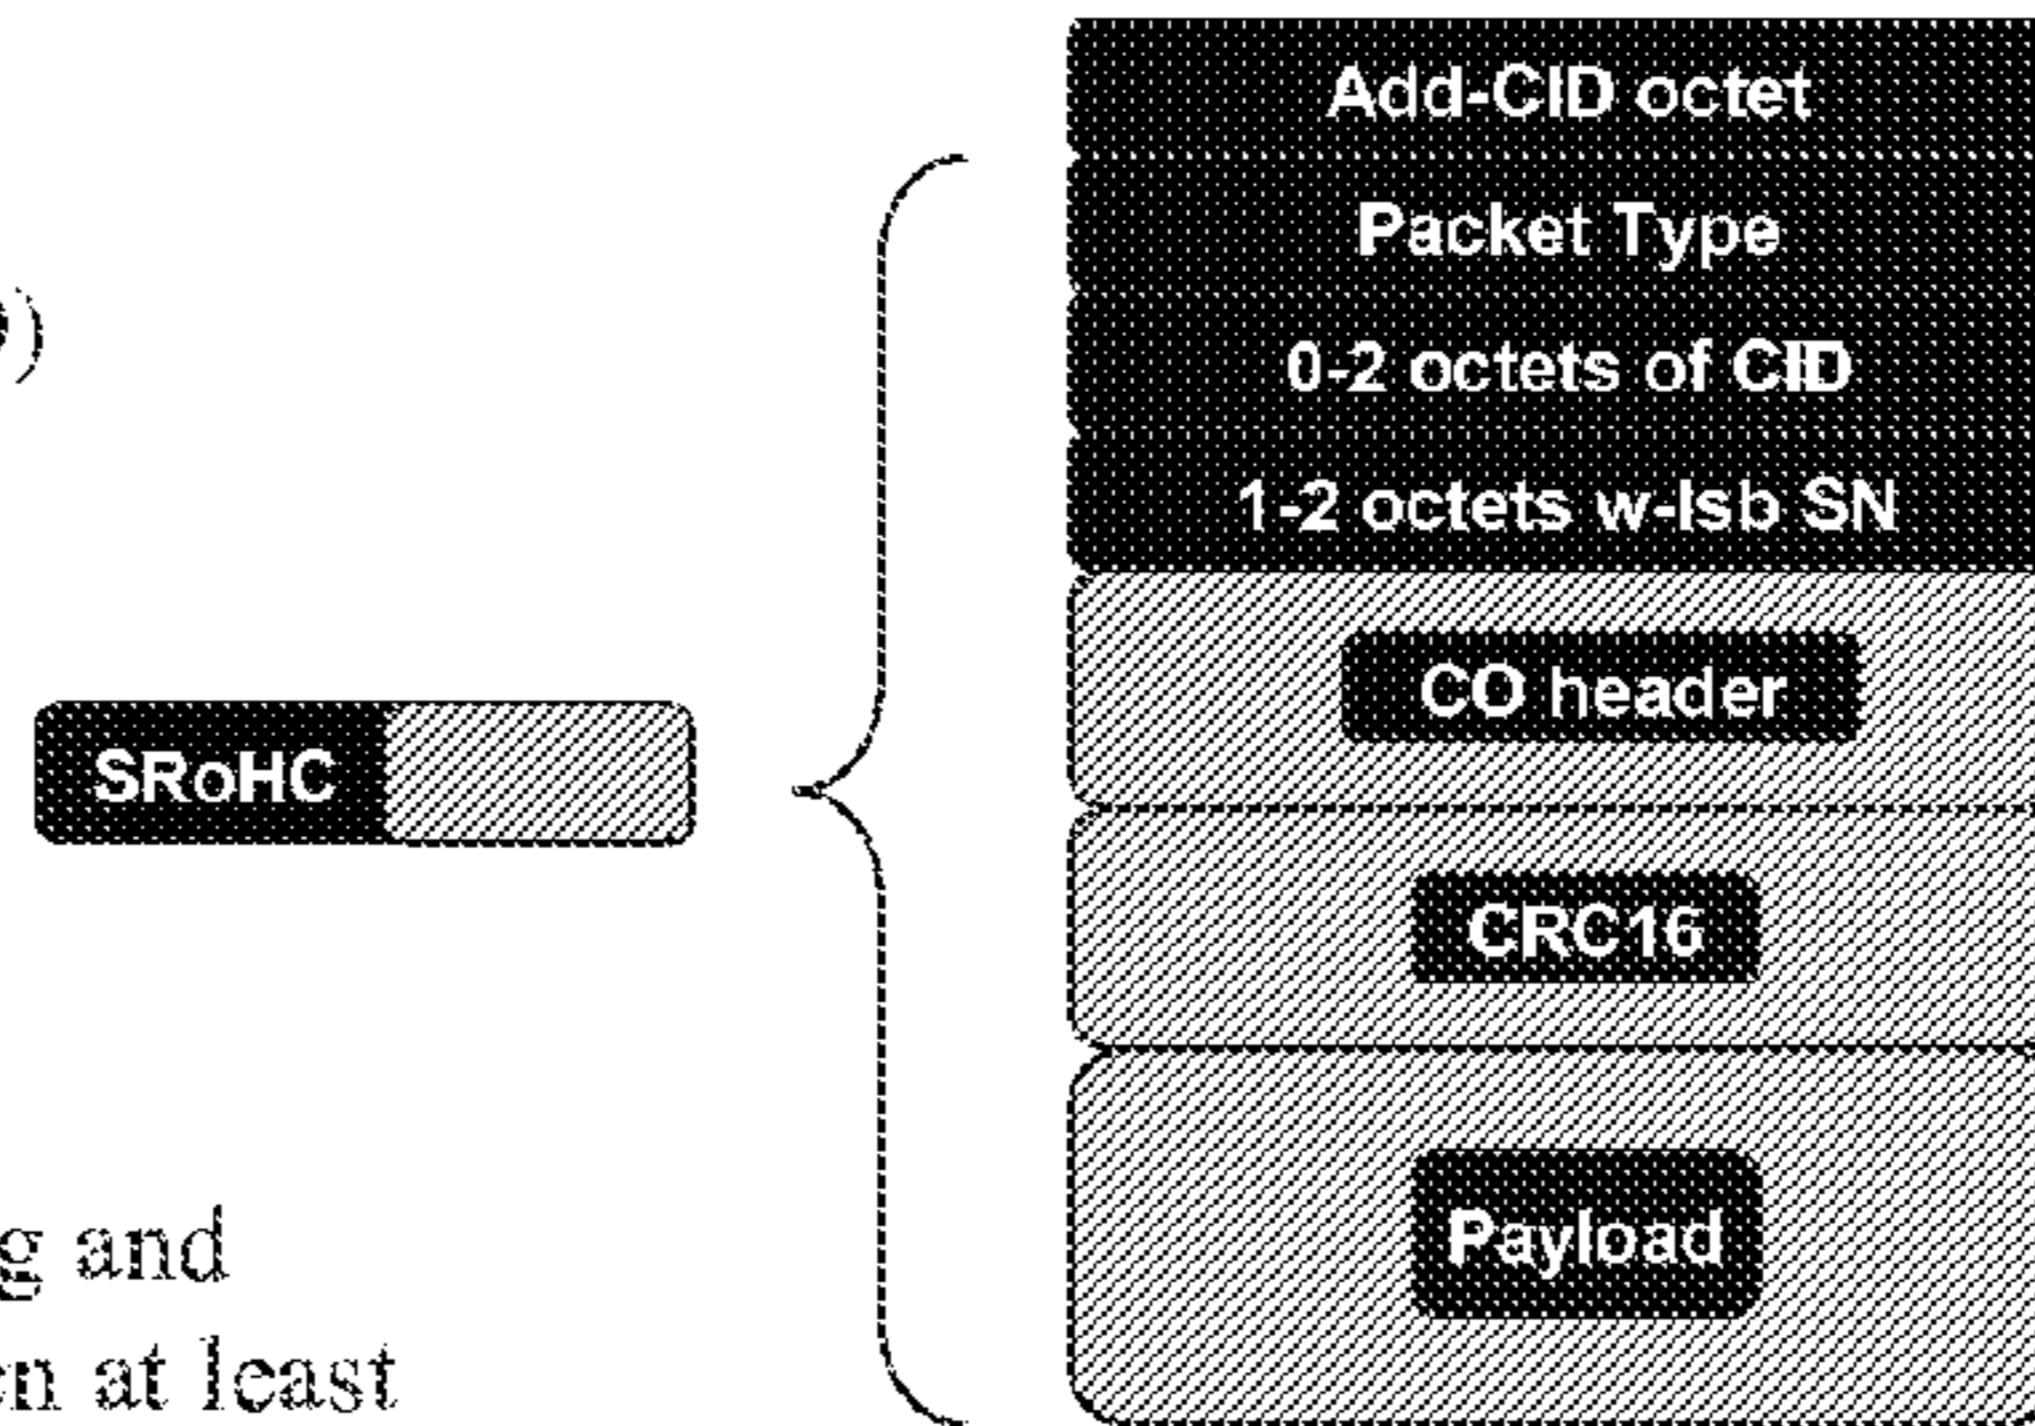 Add-CID octet
Packet Type
)
0-2 octets of CID
1-2 octets w-lsb SN
CO header
SRoHC
CRC16
Payload
g and
en at least